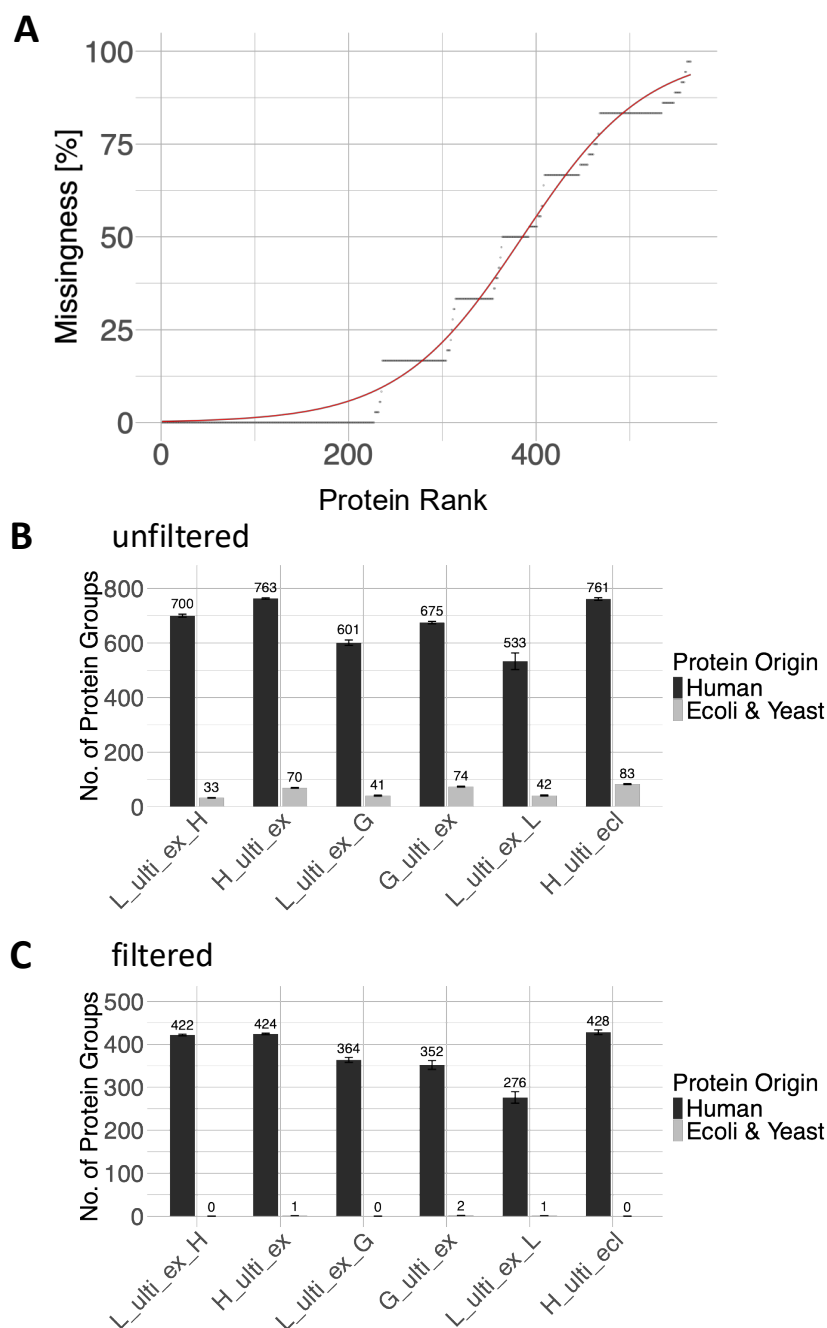 A
100
75
50
25
0
Missingness [%]
0 200 400
Protein Rank
B unfiltered
800
600
400
200
0
No. of Protein Groups
700 763 601 675 533 761
33 70 41 74 42 83
L_ulti_ex_H H_ulti_ex L_ulti_ex_G G_ulti_ex L_ulti_ex_L H_ulti_ecl
Protein Origin
Human
Ecoli & Yeast
C filtered
500
400
300
200
100
0
No. of Protein Groups
422 424 364 352 276 428
0 1 0 2 1 0
L_ulti_ex_H H_ulti_ex L_ulti_ex_G G_ulti_ex L_ulti_ex_L H_ulti_ecl
Protein Origin
Human
Ecoli & Yeast